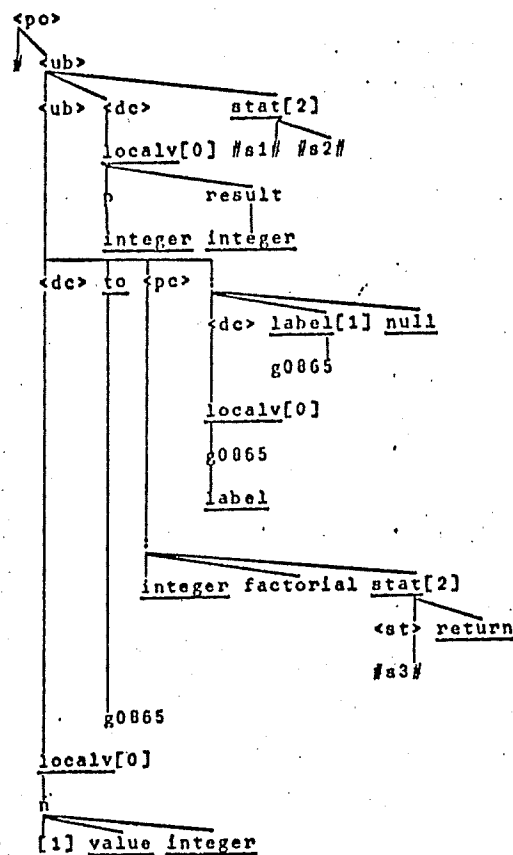 <po>
# <ub>
<ub> <dc> stat[2]
localv[0] #s1# #s2#
n result
integer integer
<dc> to <pc>
<dc> label[1] null
g0865
localv[0]
g0865
label
integer factorial stat[2]
<st> return
#s3#
g0865
localv[0]
n
[1] value integer